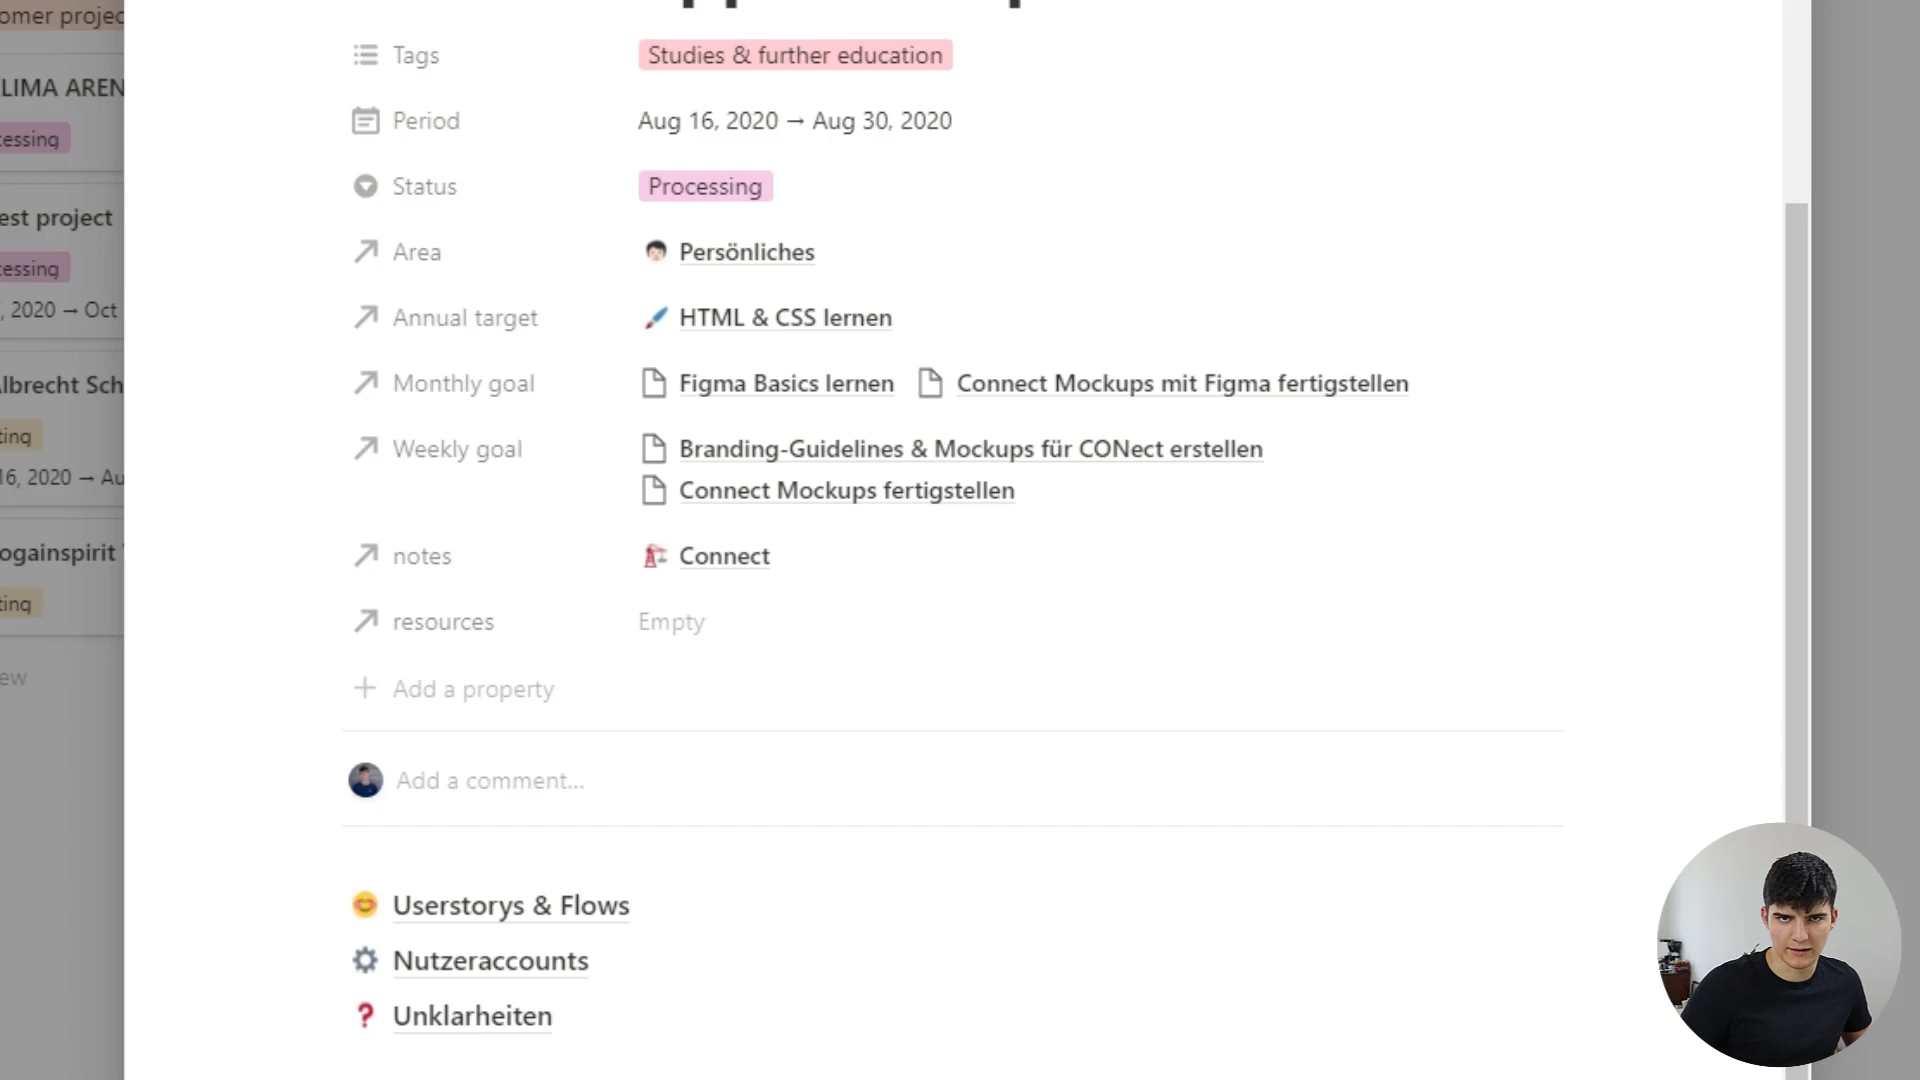 Tags Studies & further education
Period Aug 16, 2020 → Aug 30, 2020
Status Processing
Area Persönliches
Annual target HTML & CSS lernen
Monthly goal Figma Basics lernen Connect Mockups mit Figma fertigstellen
Weekly goal Branding-Guidelines & Mockups für CONect erstellen
Connect Mockups fertigstellen
notes Connect
resources Empty
+ Add a property
Add a comment...
Userstorys & Flows
Nutzeraccounts
? Unklarheiten
omer projec
LIMA AREN
cessing
est project
cessing
, 2020 → Oct
lbrecht Sch
ting
16, 2020 → Au
ogainspirit
ting
ew